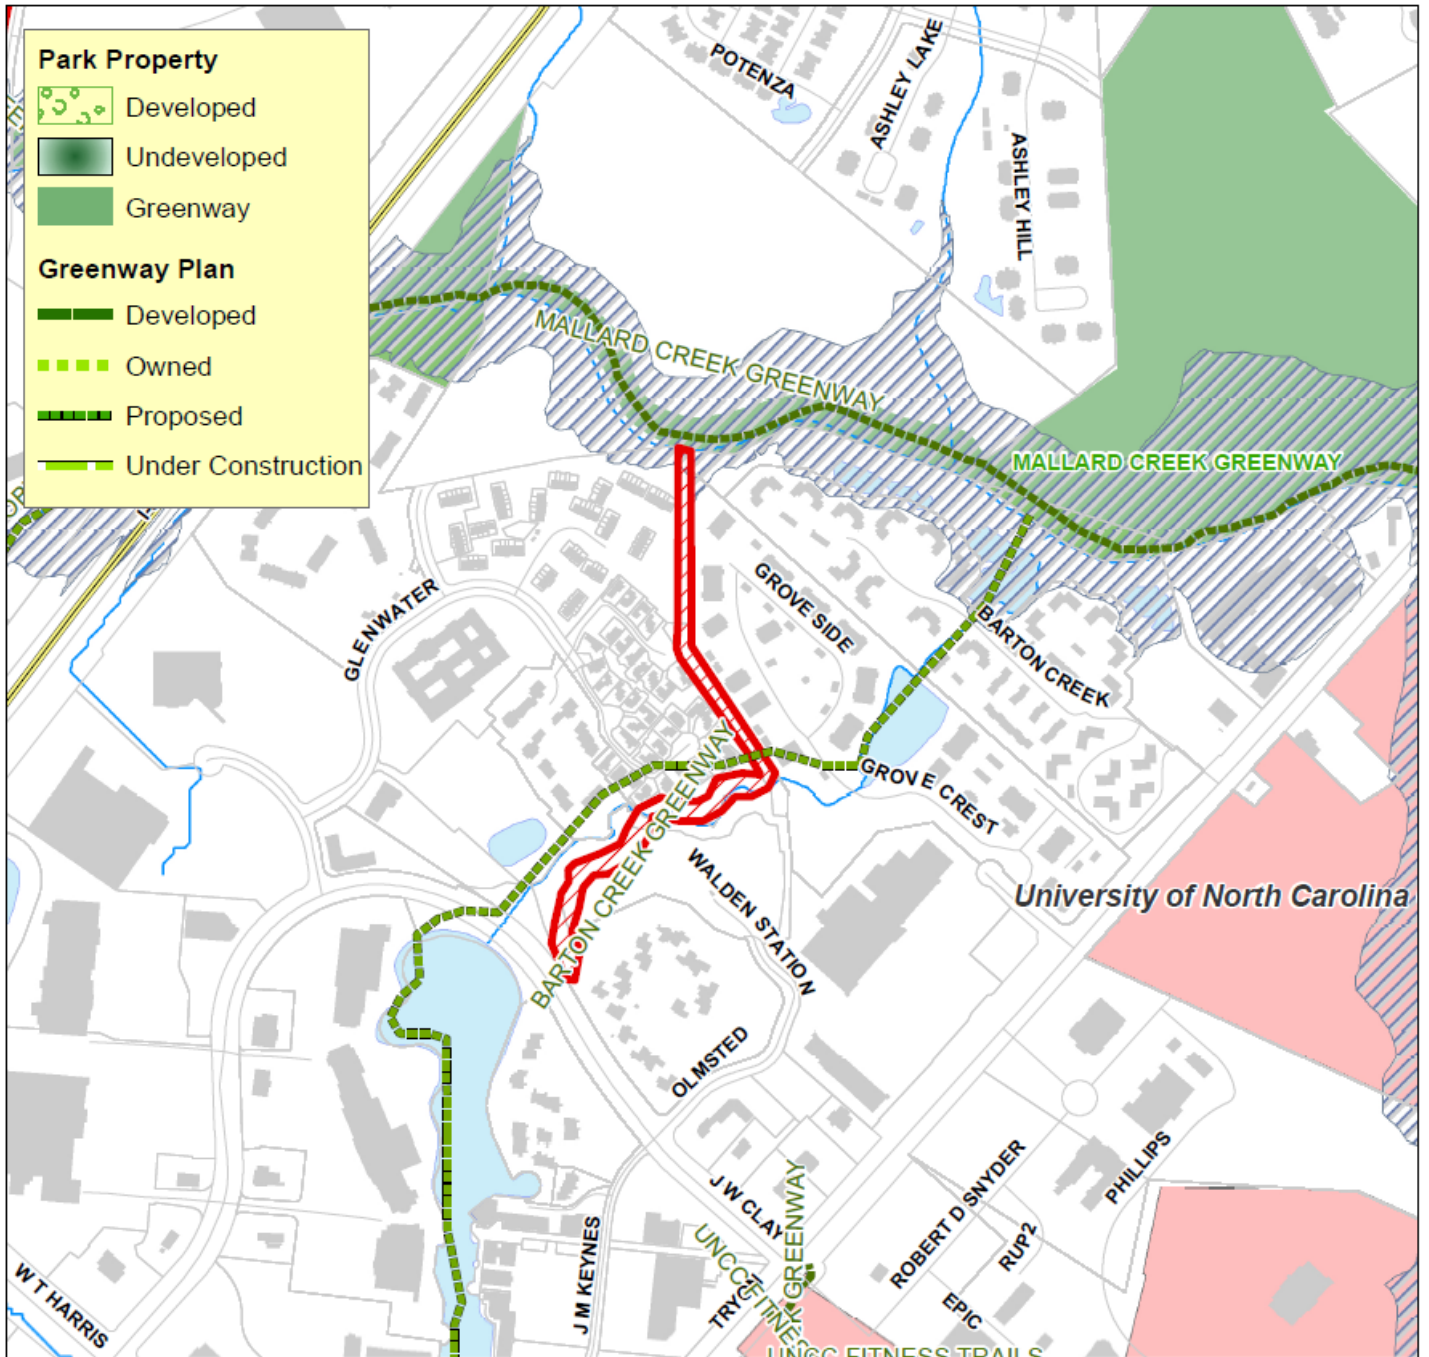 Park Property
Developed
Undeveloped
Greenway
Greenway Plan
Developed
Owned
Proposed
Under Construction
POTENZA
ASHLEY LAKE
ASHLEY HILL
MALLARD CREEK GREENWAY
MALLARD CREEK GREENWAY
GLENWATER
GROVE SIDE
BARTON CREEK
GROVE CREST
BARTON CREEK GREENWAY
WALDEN STATION
University of North Carolina
OLMSTED
J W CLAY
GREENWAY
ROBERT D SNYDER
PHILLIPS
RUP2
EPIC
J M KEYNES
W T HARRIS
UNCC FITNESS TRAILS